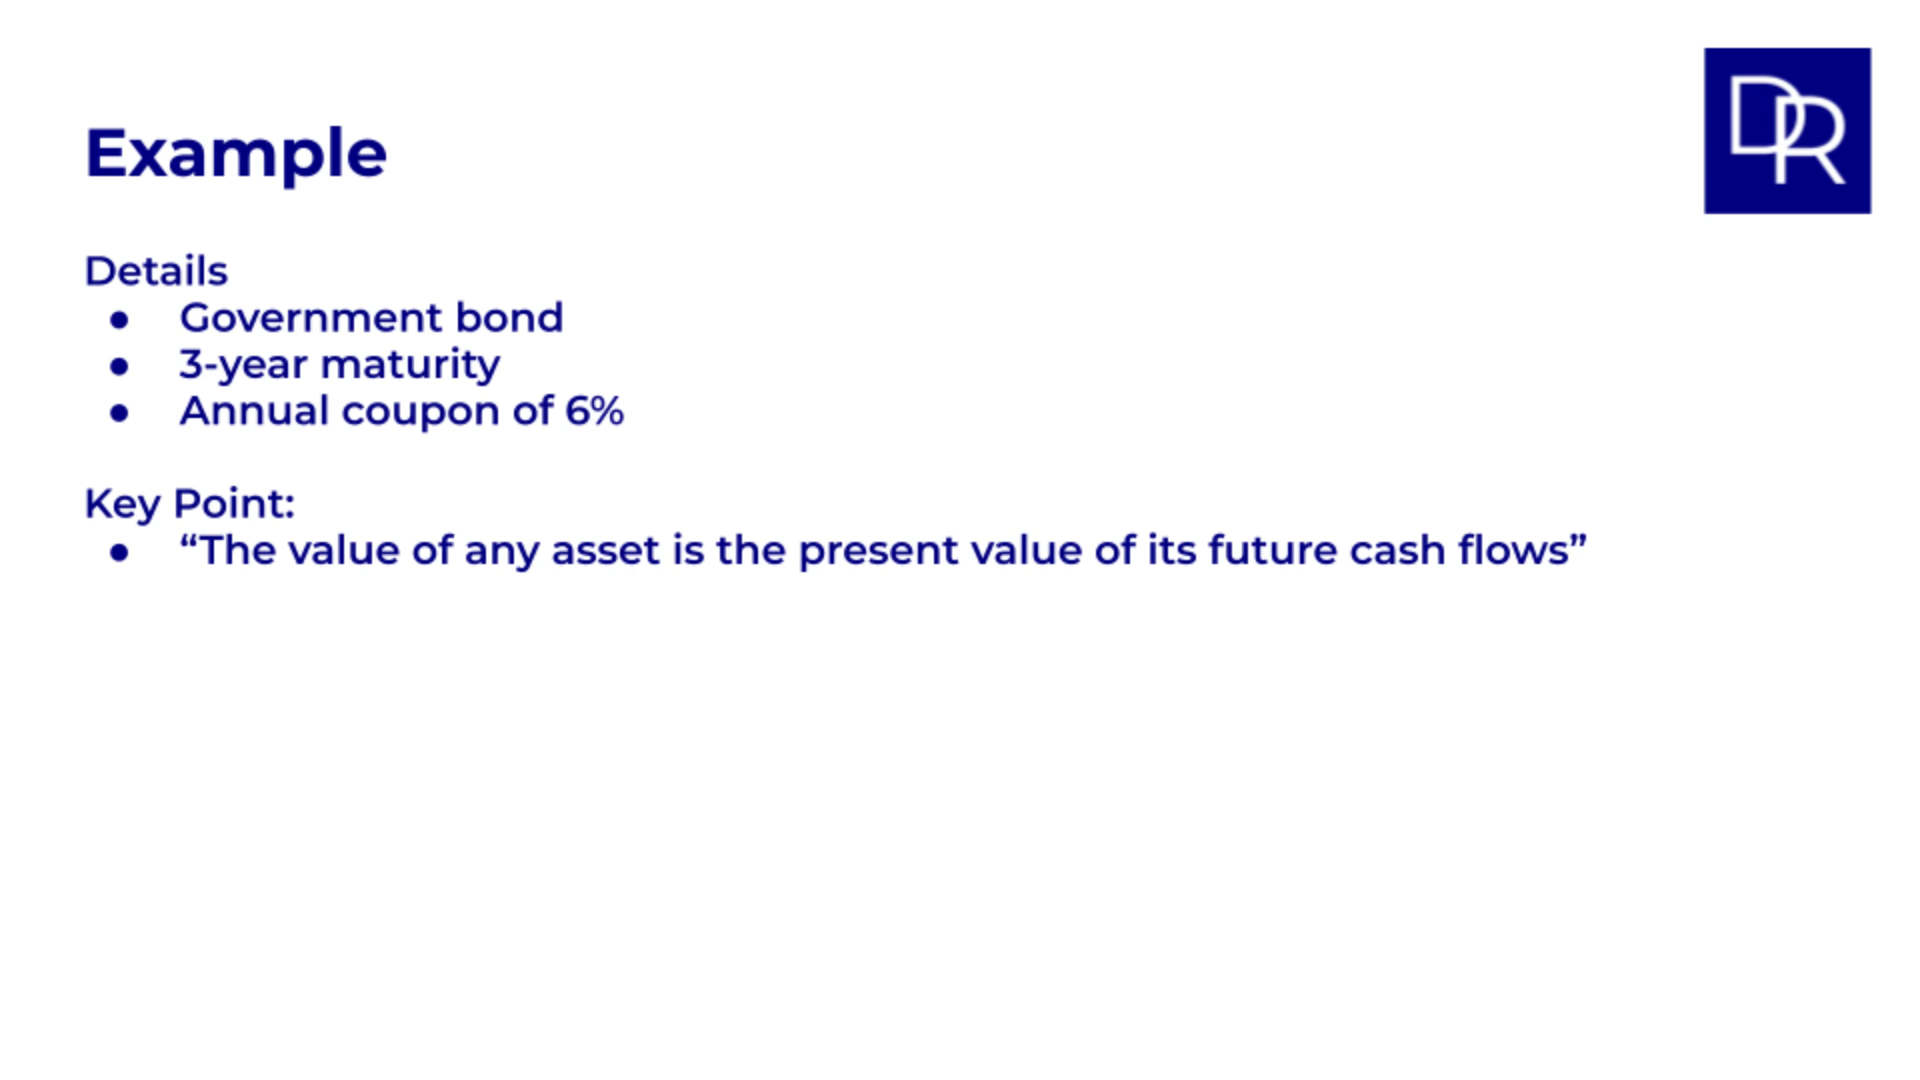 DR
Example
Details
● Government bond
● 3-year maturity
● Annual coupon of 6%
Key Point:
● “The value of any asset is the present value of its future cash flows”